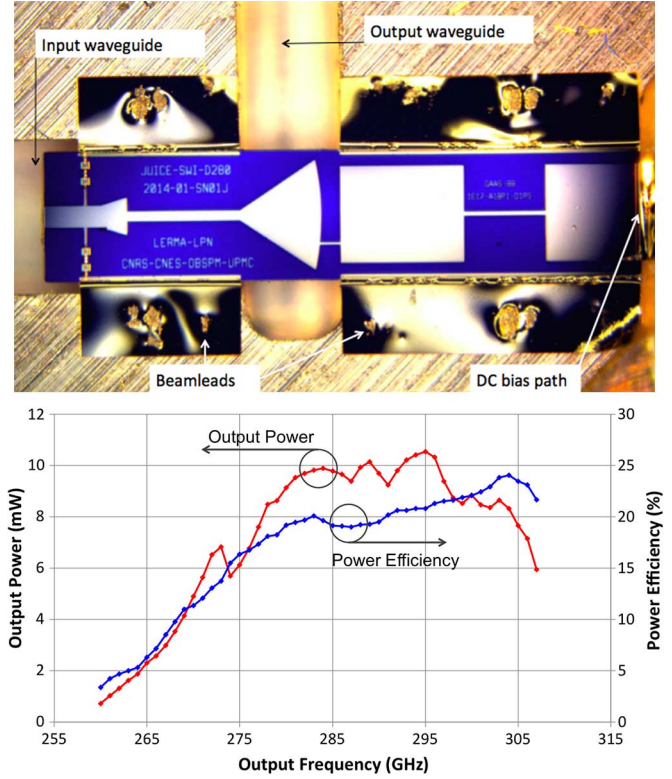 Input waveguide
Output waveguide
JUICE-SWI-D280
2014-01-SN01J
LERMA-LPN
CNRS-CNES-OBSPM-UPMC
Beamleads
DC bias path
12
10
8
6
4
2
0
Output Power (mW)
30
25
20
15
10
5
0
Power Efficiency (%)
Output Power
Power Efficiency
255
265
275
285
295
305
315
Output Frequency (GHz)